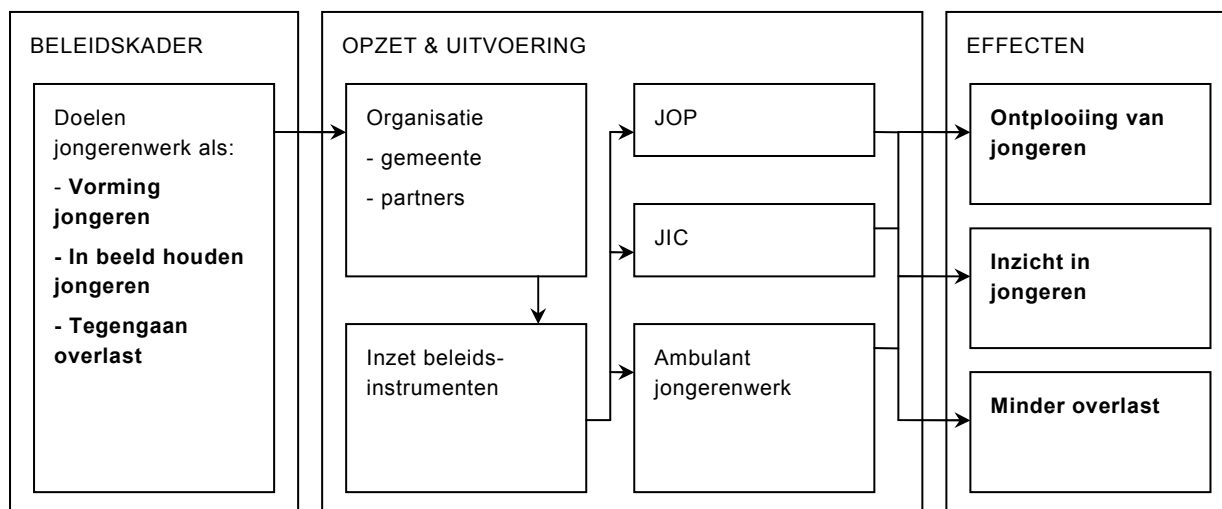 BELEIDSKADER
Doelen
jongerenwerk als:
- Vorming
jongeren
- In beeld houden
jongeren
- Tegengaan
overlast
OPZET & UITVOERING
Organisatie
- gemeente
- partners
Inzet beleids-
instrumenten
JOP
JIC
Ambulant
jongerenwerk
EFFECTEN
Ontplooiing van
jongeren
Inzicht in
jongeren
Minder overlast